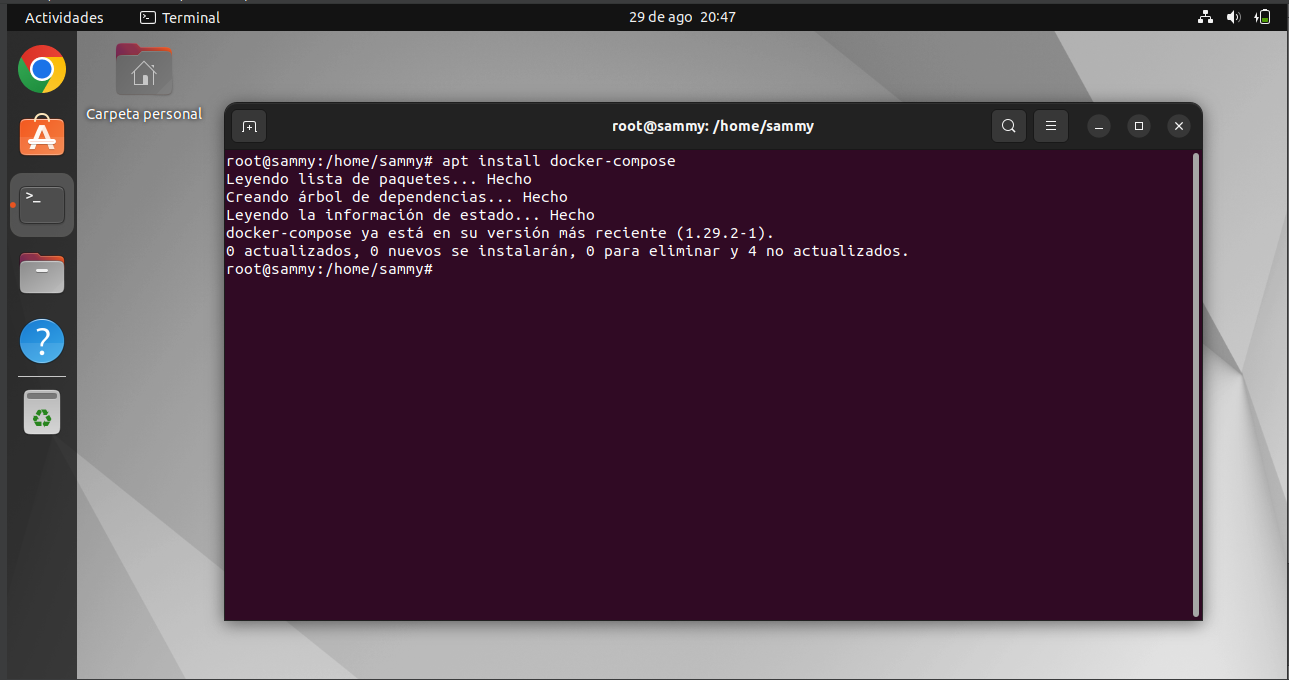 Actividades Terminal 29 de ago 20:47
Carpeta personal
root@sammy: /home/sammy
root@sammy:/home/sammy# apt install docker-compose
Leyendo lista de paquetes... Hecho
Creando árbol de dependencias... Hecho
Leyendo la información de estado... Hecho
docker-compose ya está en su versión más reciente (1.29.2-1).
0 actualizados, 0 nuevos se instalarán, 0 para eliminar y 4 no actualizados.
root@sammy:/home/sammy#